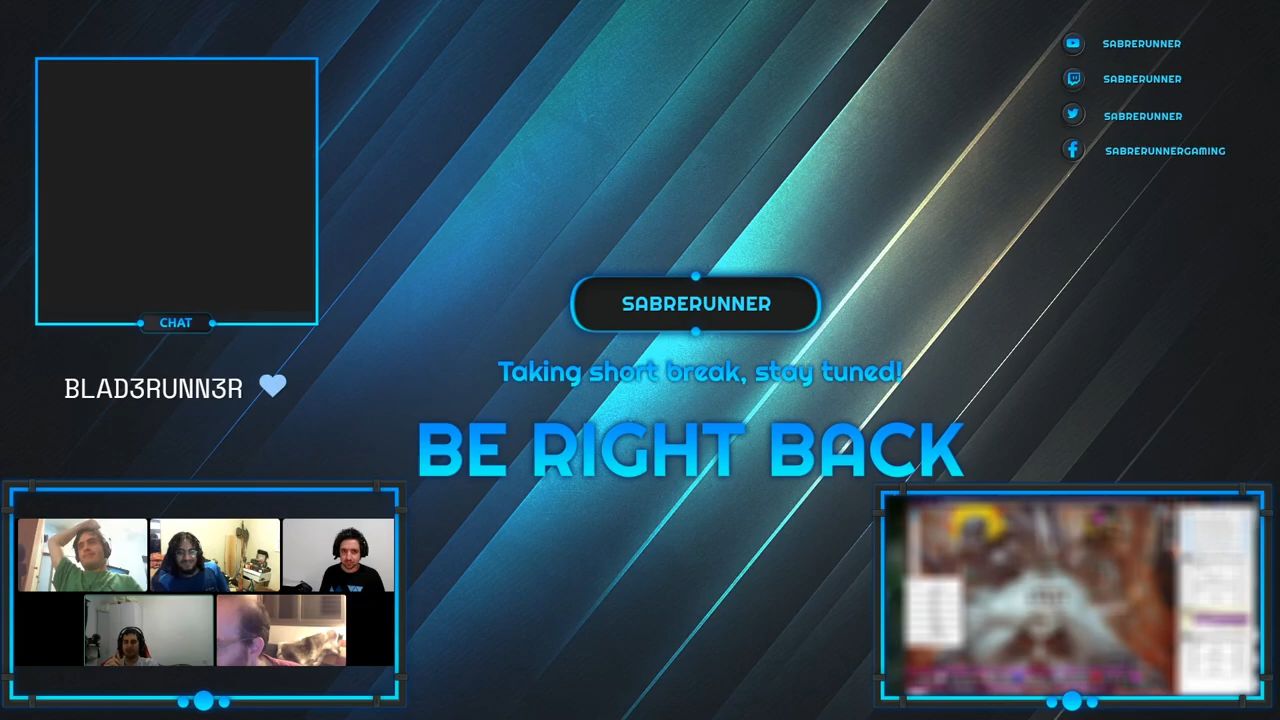 SABRERUNNER
SABRERUNNER
SABRERUNNER
SABRERUNNERGAMING
CHAT
BLAD3RUNN3R
SABRERUNNER
Taking short break, stay tuned!
BE RIGHT BACK